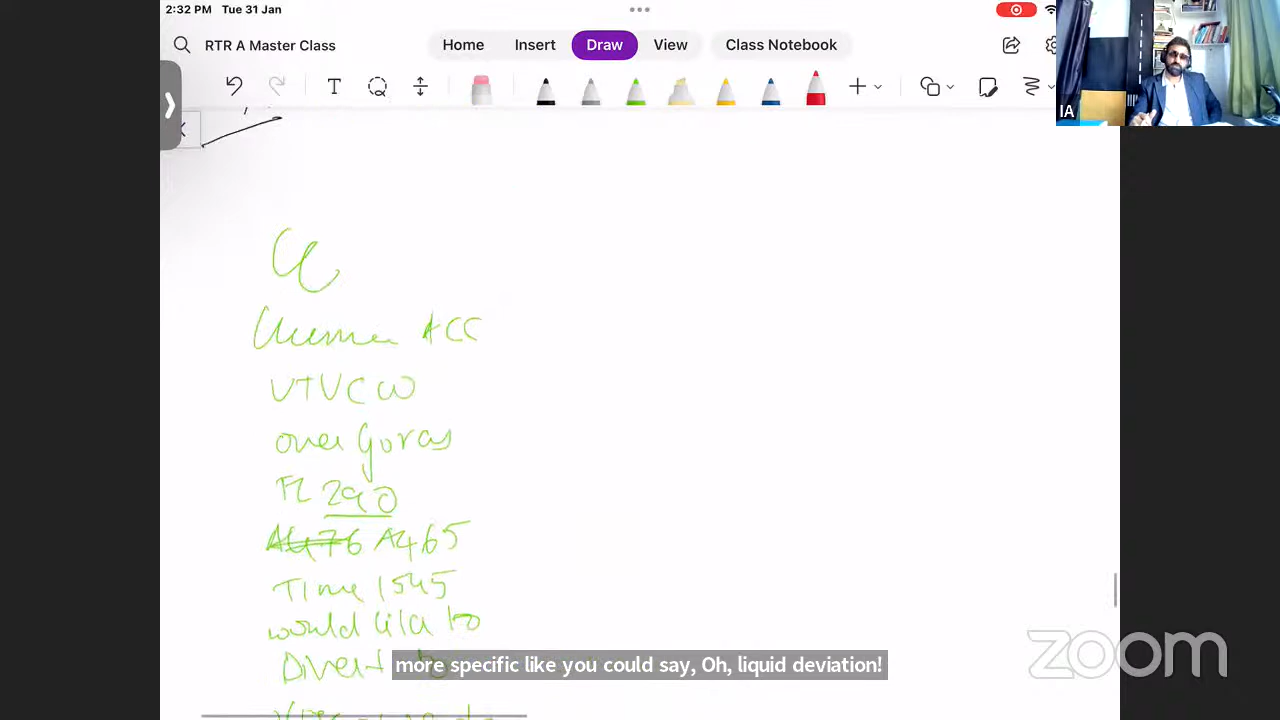 2:32 PM Tue 31 Jan
RTR A Master Class
Home Insert Draw View Class Notebook
T
IA
ACC
VTVCW
over Goras
FL 290
A476 A465
Time 1545
would like to
Divert to
more specific like you could say, Oh, liquid deviation!
zoom